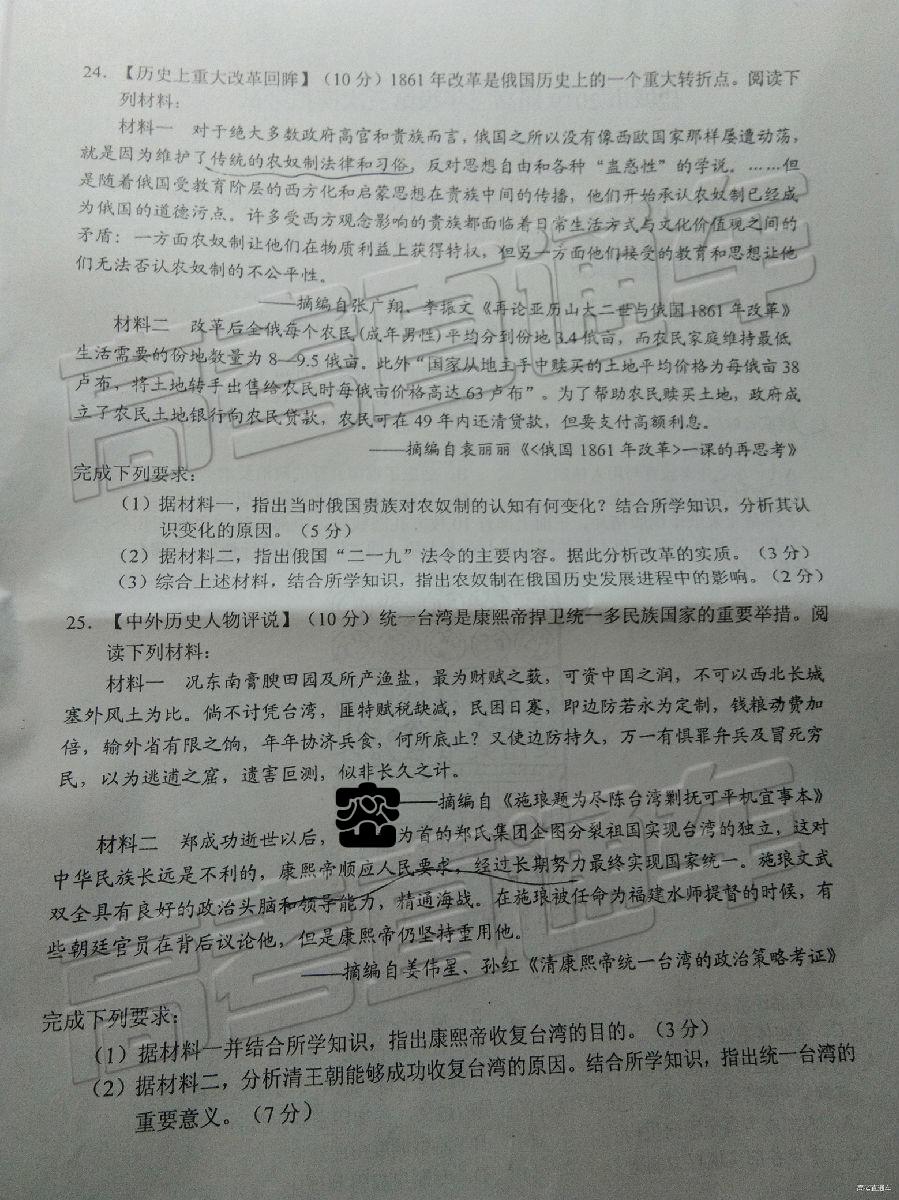 24. 【历史上重大改革回眸】(10 分) 1861 年改革是俄国历史上的一个重大转折点。阅读下
列材料：
材料一 对于绝大多数政府高官和贵族而言，俄国之所以没有像西欧国家那样屡遭动荡，
就是因为维护了传统的农奴制法律和习俗，反对思想自由和各种“蛊惑性”的学说。……但
是随着俄国受教育阶层的西方化和启蒙思想在贵族中间的传播，他们开始承认农奴制已经成
为俄国的道德污点。许多受西方观念影响的贵族都面临着日常生活方式与文化价值观之间的
矛盾：一方面农奴制让他们在物质利益上获得特权，但另一方面他们接受的教育和思想让他
们无法否认农奴制的不公平性。
——摘编自张广翔、李振文《再论亚历山大二世与俄国 1861 年改革》
材料二 改革后全俄每个农民(成年男性)平均分到份地 3.4 俄亩，而农民家庭维持最低
生活需要的份地数量为 8—9.5 俄亩。此外“国家从地主手中赎买的土地平均价格为每俄亩 38
卢布，将土地转手出售给农民时每俄亩价格高达 63 卢布”。为了帮助农民赎买土地，政府成
立了农民土地银行向农民贷款，农民可在 49 年内还清贷款，但要支付高额利息。
——摘编自袁丽丽《<俄国 1861 年改革>一课的再思考》
完成下列要求：
(1) 据材料一，指出当时俄国贵族对农奴制的认知有何变化？结合所学知识，分析其认
识变化的原因。(5 分)
(2) 据材料二，指出俄国“二一九”法令的主要内容。据此分析改革的实质。(3 分)
(3) 综合上述材料，结合所学知识，指出农奴制在俄国历史发展进程中的影响。(2 分)
25. 【中外历史人物评说】(10 分) 统一台湾是康熙帝捍卫统一多民族国家的重要举措。阅
读下列材料：
材料一 况东南膏腴田园及所产渔盐，最为财赋之薮，可资中国之润，不可以西北长城
塞外风土为比。倘不讨凭台湾，匪特赋税缺减，民困日蹇，即边防若永为定制，钱粮动费加
倍，输外省有限之饷，年年协济兵食，何所底止？又使边防持久，万一有惧罪弁兵及冒死穷
民，以为逃逋之窟，遗害叵测，似非长久之计。
——摘编自《施琅题为尽陈台湾剿抚可平机宜事本》
材料二 郑成功逝世以后，为首的郑氏集团企图分裂祖国实现台湾的独立，这对
中华民族长远是不利的，康熙帝顺应人民要求，经过长期努力最终实现国家统一。施琅文武
双全具有良好的政治头脑和领导能力，精通海战。在施琅被任命为福建水师提督的时候，有
些朝廷官员在背后议论他，但是康熙帝仍坚持重用他。
——摘编自姜伟星、孙红《清康熙帝统一台湾的政治策略考证》
完成下列要求：
(1) 据材料一并结合所学知识，指出康熙帝收复台湾的目的。(3 分)
(2) 据材料二，分析清王朝能够成功收复台湾的原因。结合所学知识，指出统一台湾的
重要意义。(7 分)
高考直通车
高考直通车
高考直通车